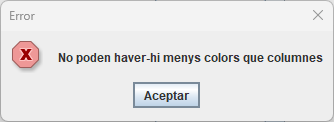 Error
No poden haver-hi menys colors que columnes
Aceptar